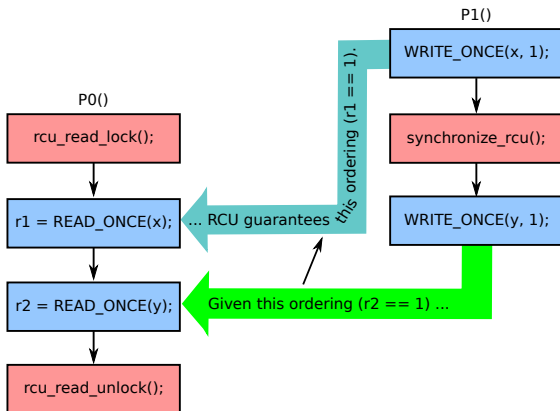 P1()
WRITE_ONCE(x, 1);
P0()
rcu_read_lock();
synchronize_rcu();
r1 = READ_ONCE(x);
... RCU guarantees this ordering (r1 == 1).
WRITE_ONCE(y, 1);
r2 = READ_ONCE(y);
Given this ordering (r2 == 1) ...
rcu_read_unlock();